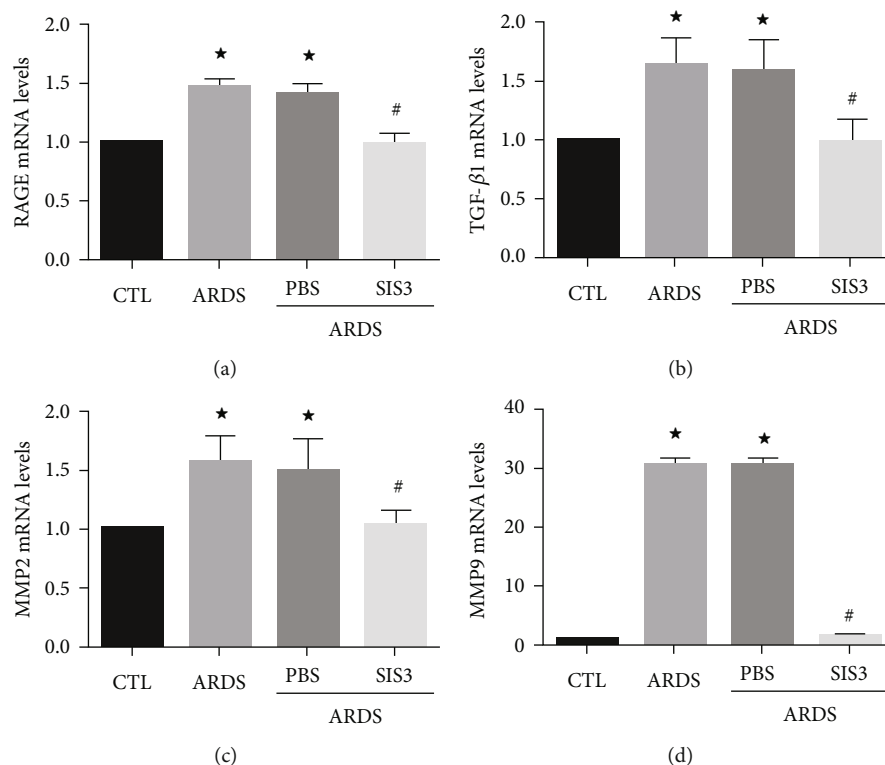 RAGE mRNA levels
2.0
1.5
1.0
0.5
0.0
★
★
#
CTL
ARDS
PBS
SIS3
ARDS
(a)
TGF-β1 mRNA levels
2.0
1.5
1.0
0.5
0.0
★
★
#
CTL
ARDS
PBS
SIS3
ARDS
(b)
MMP2 mRNA levels
2.0
1.5
1.0
0.5
0.0
★
★
#
CTL
ARDS
PBS
SIS3
ARDS
(c)
MMP9 mRNA levels
40
30
20
10
0
★
★
#
CTL
ARDS
PBS
SIS3
ARDS
(d)